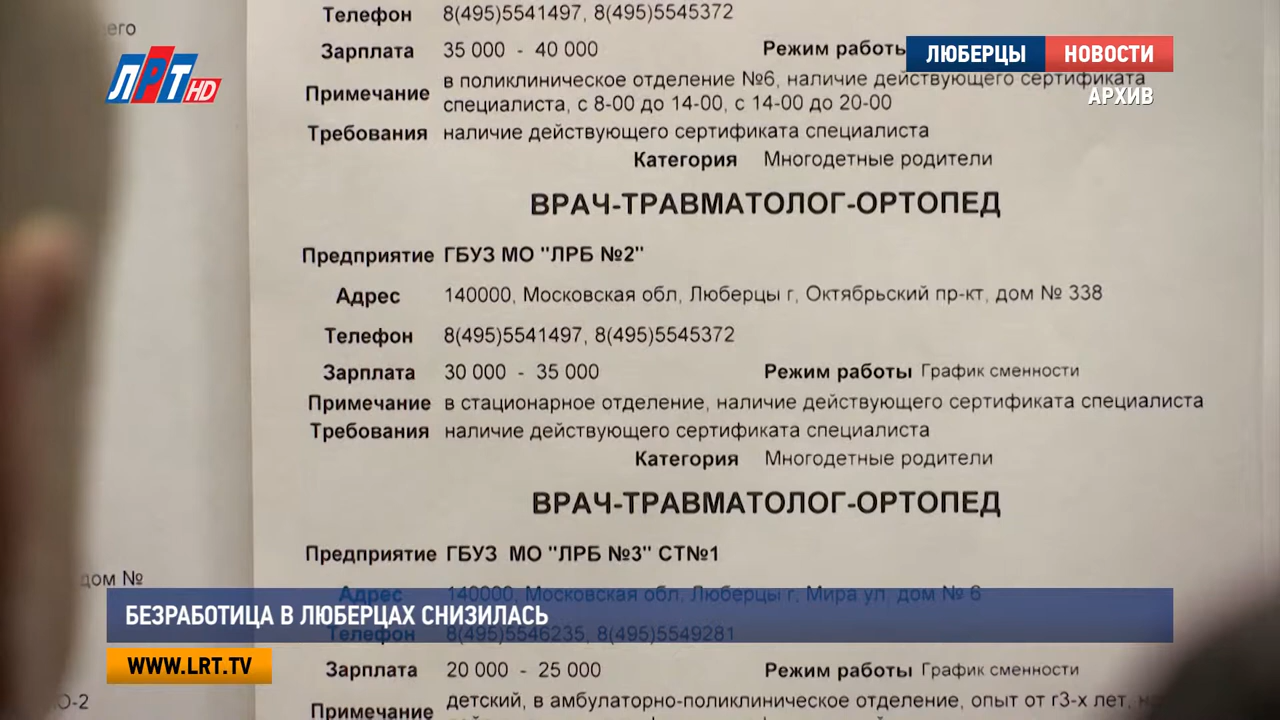 его
Телефон 8(495)5541497, 8(495)5545372
Зарплата 35 000 - 40 000 Режим работы
ЛЮБЕРЦЫ НОВОСТИ
АРХИВ
ЛРТ HD
Примечание в поликлиническое отделение №6, наличие действующего сертификата
специалиста, с 8-00 до 14-00, с 14-00 до 20-00
Требования наличие действующего сертификата специалиста
Категория Многодетные родители
ВРАЧ-ТРАВМАТОЛОГ-ОРТОПЕД
Предприятие ГБУЗ МО "ЛРБ №2"
Адрес 140000, Московская обл, Люберцы г, Октябрьский пр-кт, дом № 338
Телефон 8(495)5541497, 8(495)5545372
Зарплата 30 000 - 35 000 Режим работы График сменности
Примечание в стационарное отделение, наличие действующего сертификата специалиста
Требования наличие действующего сертификата специалиста
Категория Многодетные родители
ВРАЧ-ТРАВМАТОЛОГ-ОРТОПЕД
Предприятие ГБУЗ МО "ЛРБ №3" СТ№1
дом №
Адрес 140000, Московская обл, Люберцы г, Мира ул, дом № 6
БЕЗРАБОТИЦА В ЛЮБЕРЦАХ СНИЗИЛАСЬ
Телефон 8(495)5546235, 8(495)5549281
WWW.LRT.TV
Зарплата 20 000 - 25 000 Режим работы График сменности
О-2
Примечание детский, в амбулаторно-поликлиническое отделение, опыт от г3-х лет,